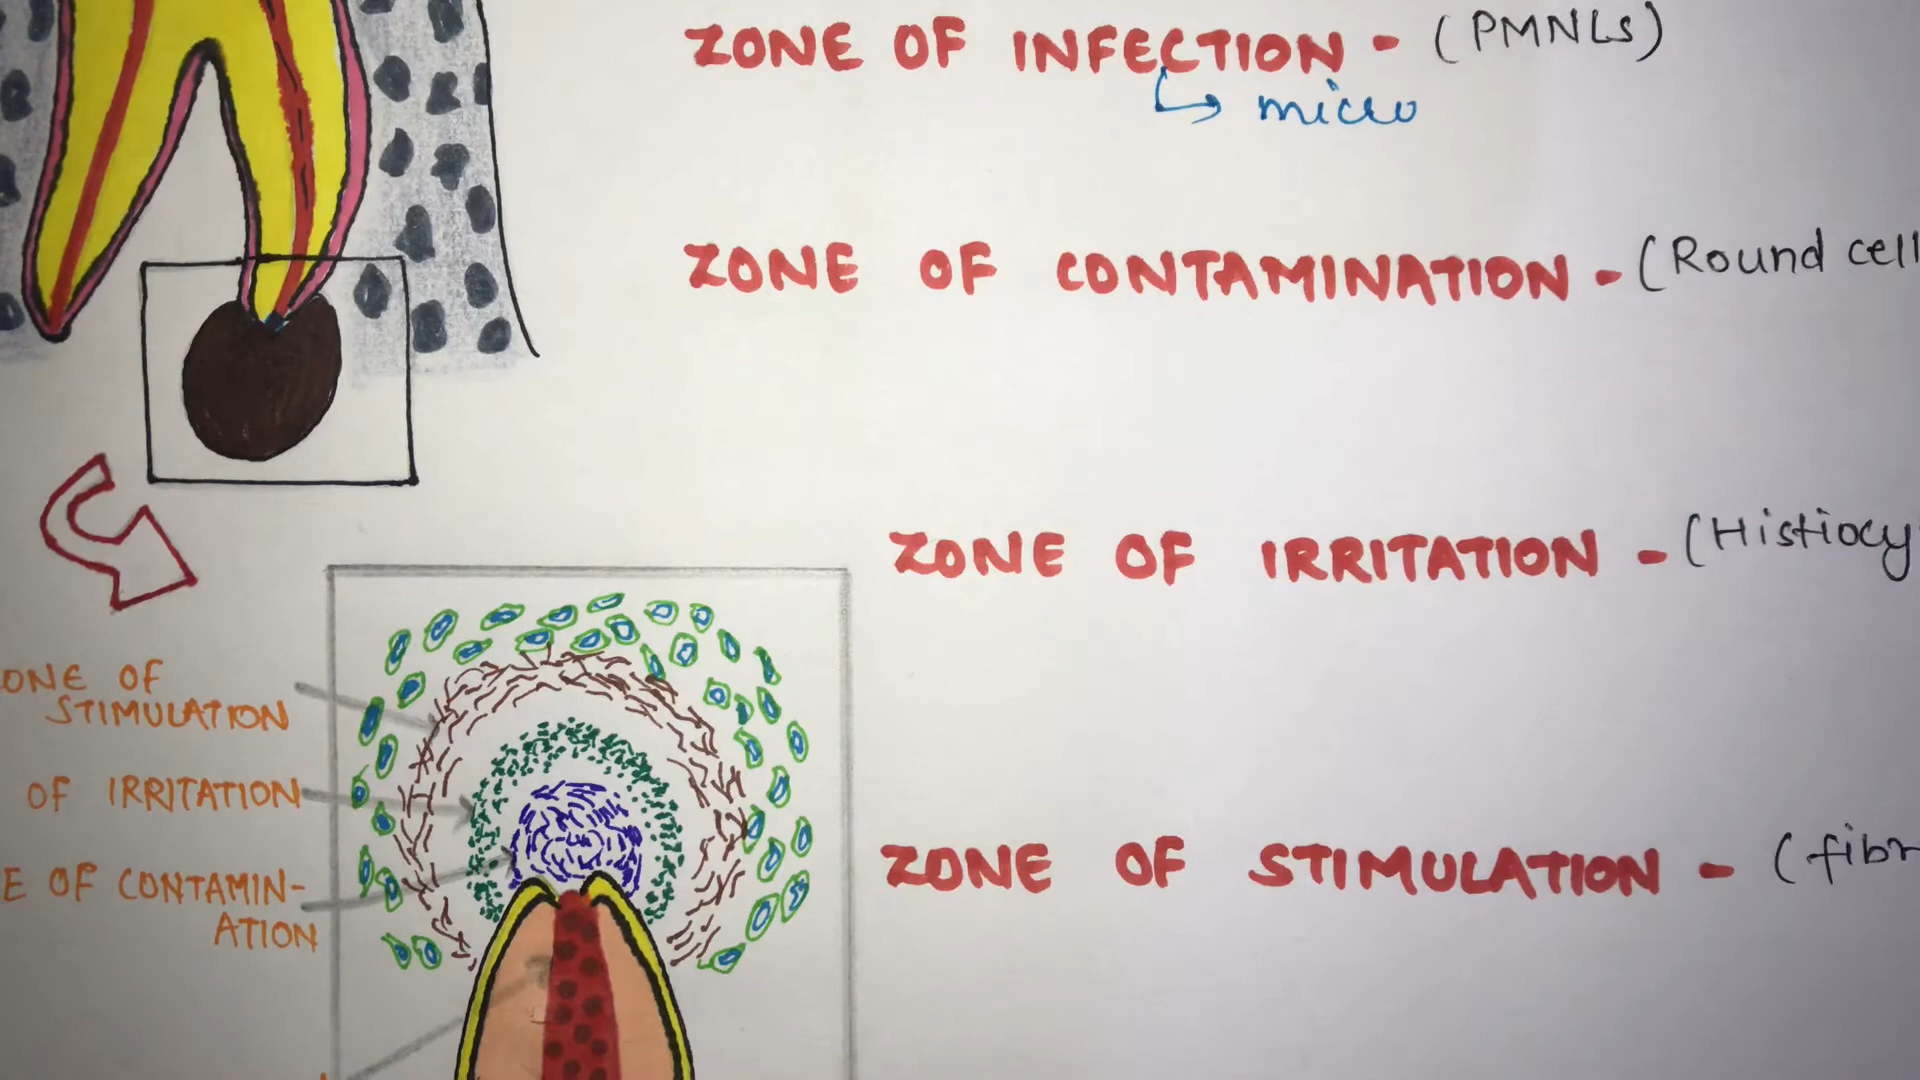 ZONE OF INFECTION - (PMNLs)
micro
ZONE OF CONTAMINATION - (Round cell
ZONE OF IRRITATION - (Histiocy
ZONE OF STIMULATION - (fibr
ONE OF
STIMULATION
OF IRRITATION
E OF CONTAMIN-
ATION